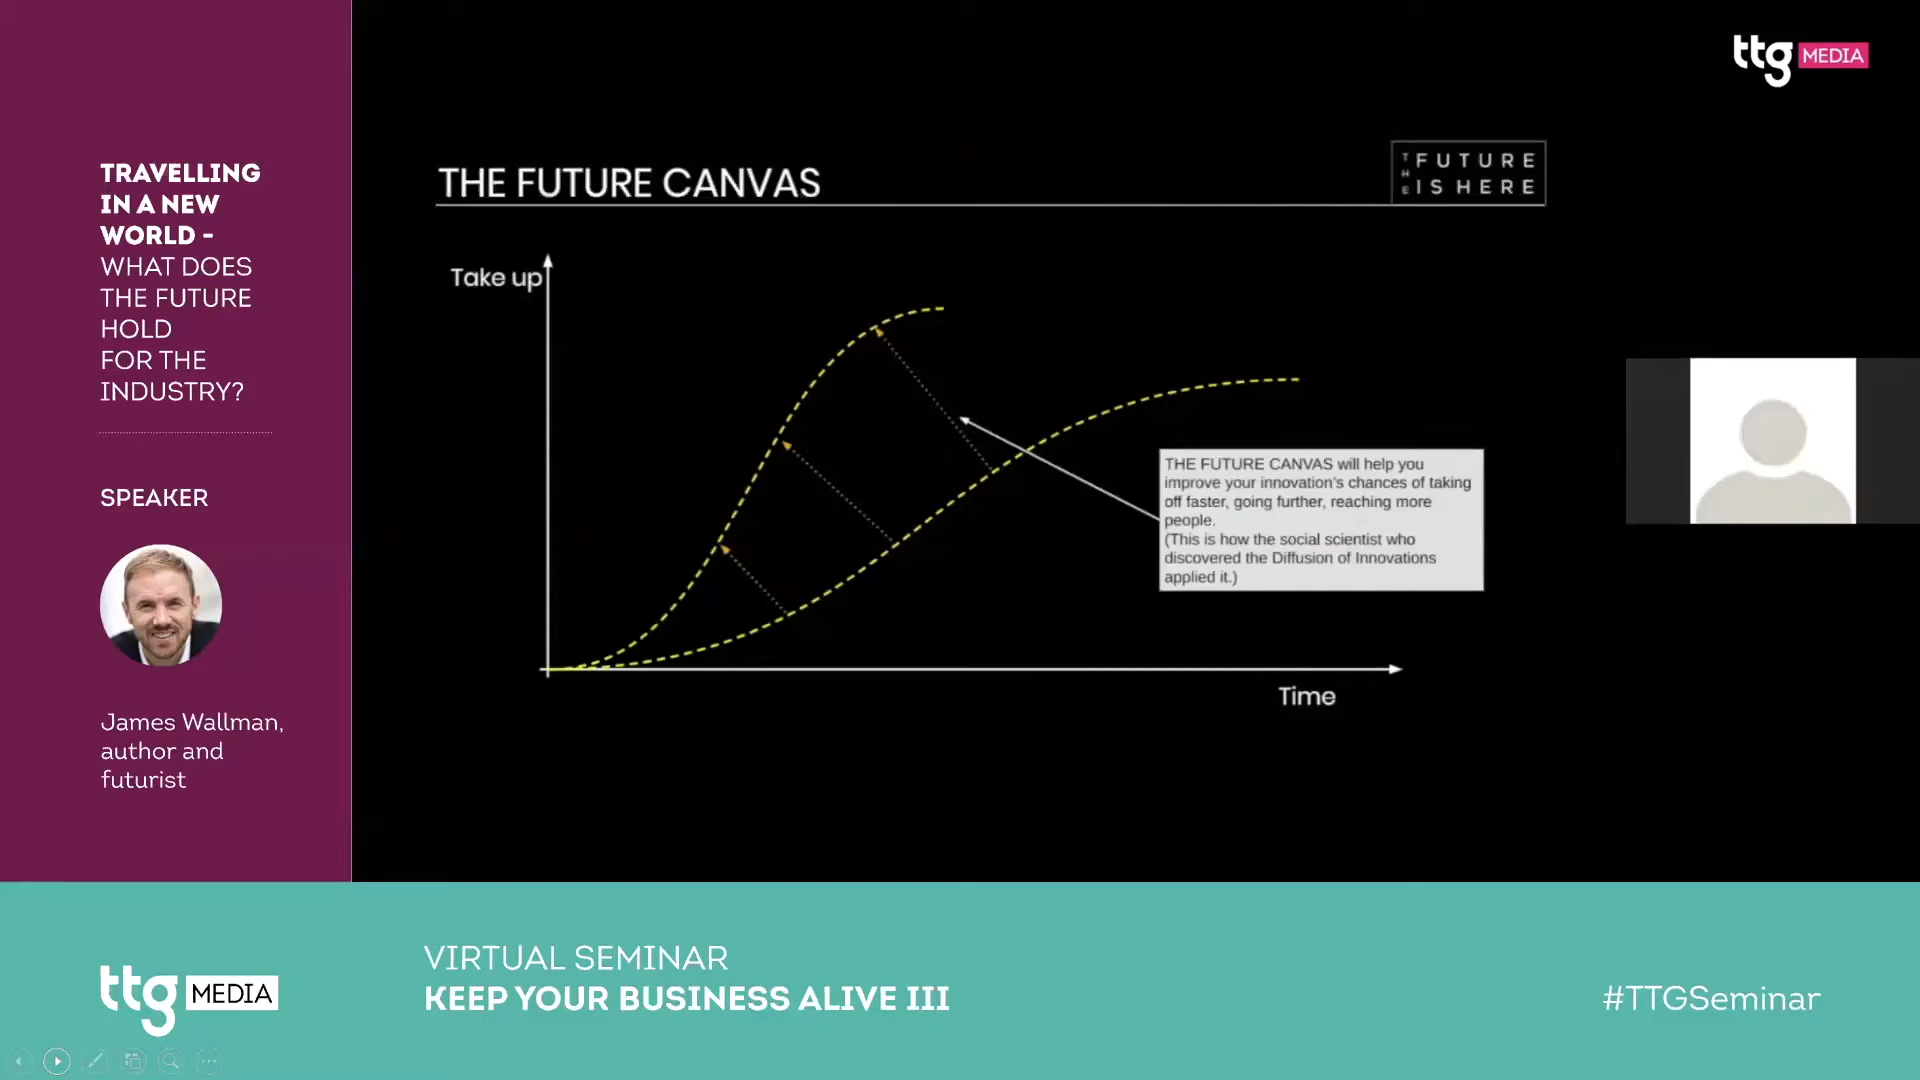 ttg MEDIA
TRAVELLING
IN A NEW
WORLD -
WHAT DOES
THE FUTURE
HOLD
FOR THE
INDUSTRY?
SPEAKER
James Wallman,
author and
futurist
THE FUTURE CANVAS
THE FUTURE
IS HERE
Take up
THE FUTURE CANVAS will help you
improve your innovation's chances of taking
off faster, going further, reaching more
people.
(This is how the social scientist who
discovered the Diffusion of Innovations
applied it.)
Time
ttg MEDIA
VIRTUAL SEMINAR
KEEP YOUR BUSINESS ALIVE III
#TTGSeminar